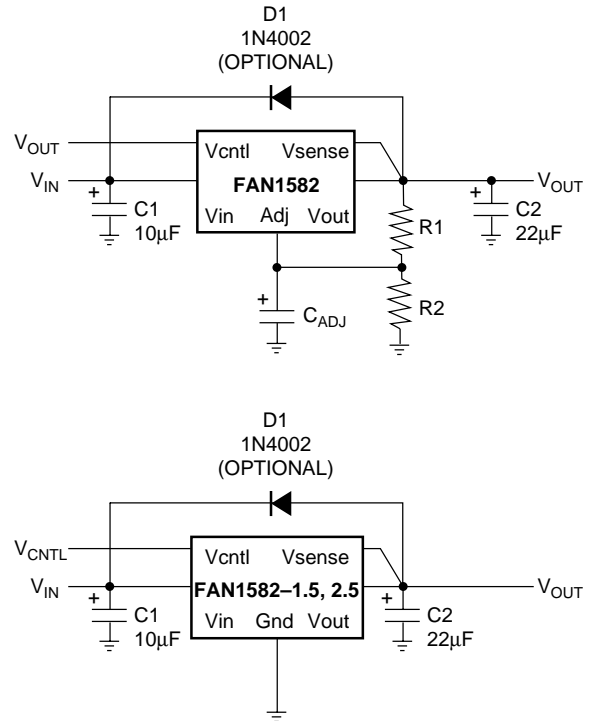 D1
1N4002
(OPTIONAL)
VOUT
Vcntl Vsense
VIN
FAN1582
VOUT
+
C1
10µF
Vin Adj Vout
R1
+
C2
22µF
+
CADJ
R2
D1
1N4002
(OPTIONAL)
VCNTL
Vcntl Vsense
VIN
FAN1582–1.5, 2.5
VOUT
+
C1
10µF
Vin Gnd Vout
+
C2
22µF